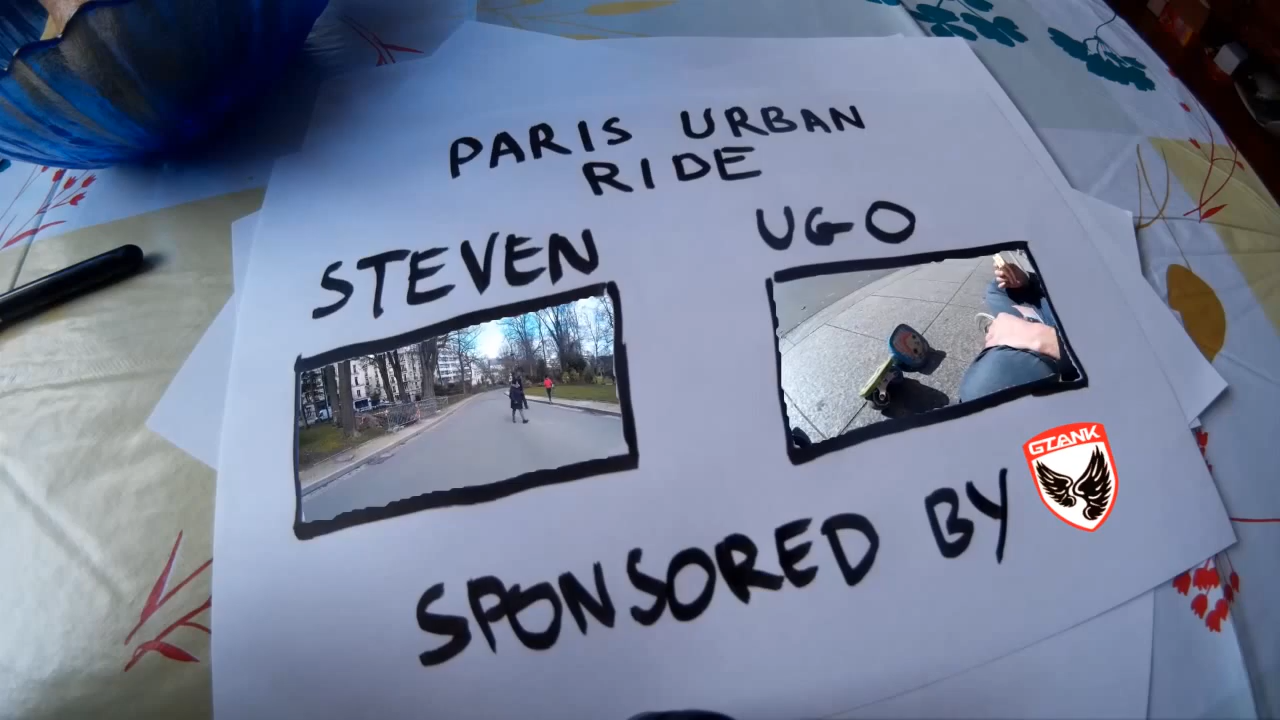 PARIS URBAN
RIDE
STEVEN
UGO
SPONSORED BY
GTANK